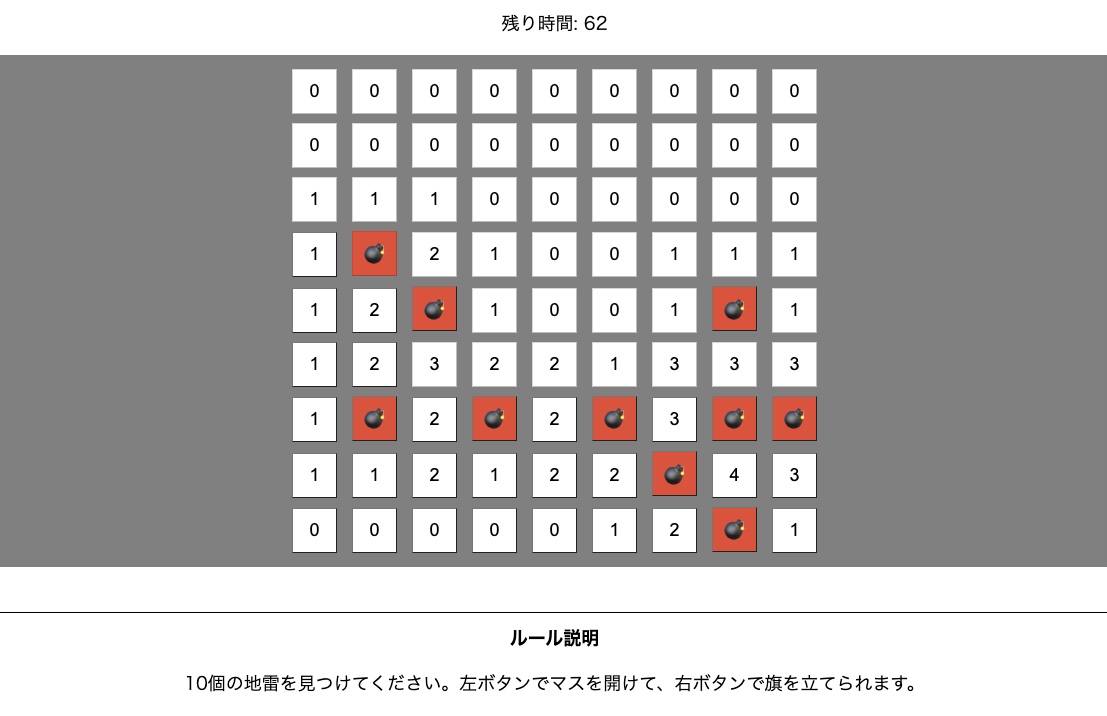 残り時間: 62
0 0 0 0 0 0 0 0 0
0 0 0 0 0 0 0 0 0
1 1 1 0 0 0 0 0 0
1 2 1 0 0 1 1 1
1 2 1 0 0 1 1
1 2 3 2 2 1 3 3 3
1 2 2 3
1 1 2 1 2 2 4 3
0 0 0 0 0 1 2 1
ルール説明
10個の地雷を見つけてください。左ボタンでマスを開けて、右ボタンで旗を立てられます。